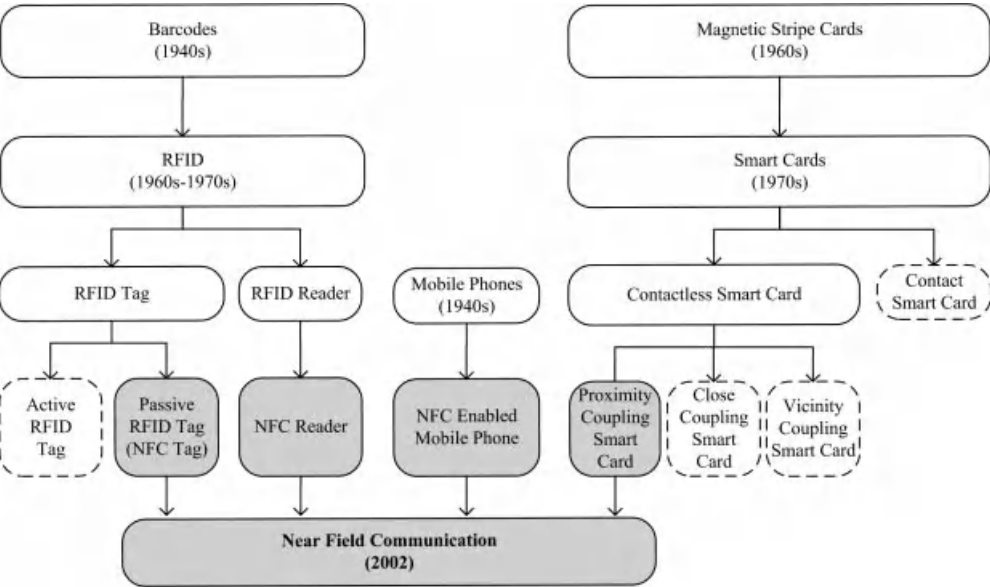 Barcodes
(1940s)
Magnetic Stripe Cards
(1960s)
RFID
(1960s-1970s)
Smart Cards
(1970s)
RFID Tag
RFID Reader
Mobile Phones
(1940s)
Contactless Smart Card
Contact
Smart Card
Active
RFID
Tag
Passive
RFID Tag
(NFC Tag)
NFC Reader
NFC Enabled
Mobile Phone
Proximity
Coupling
Smart
Card
Close
Coupling
Smart
Card
Vicinity
Coupling
Smart Card
Near Field Communication
(2002)